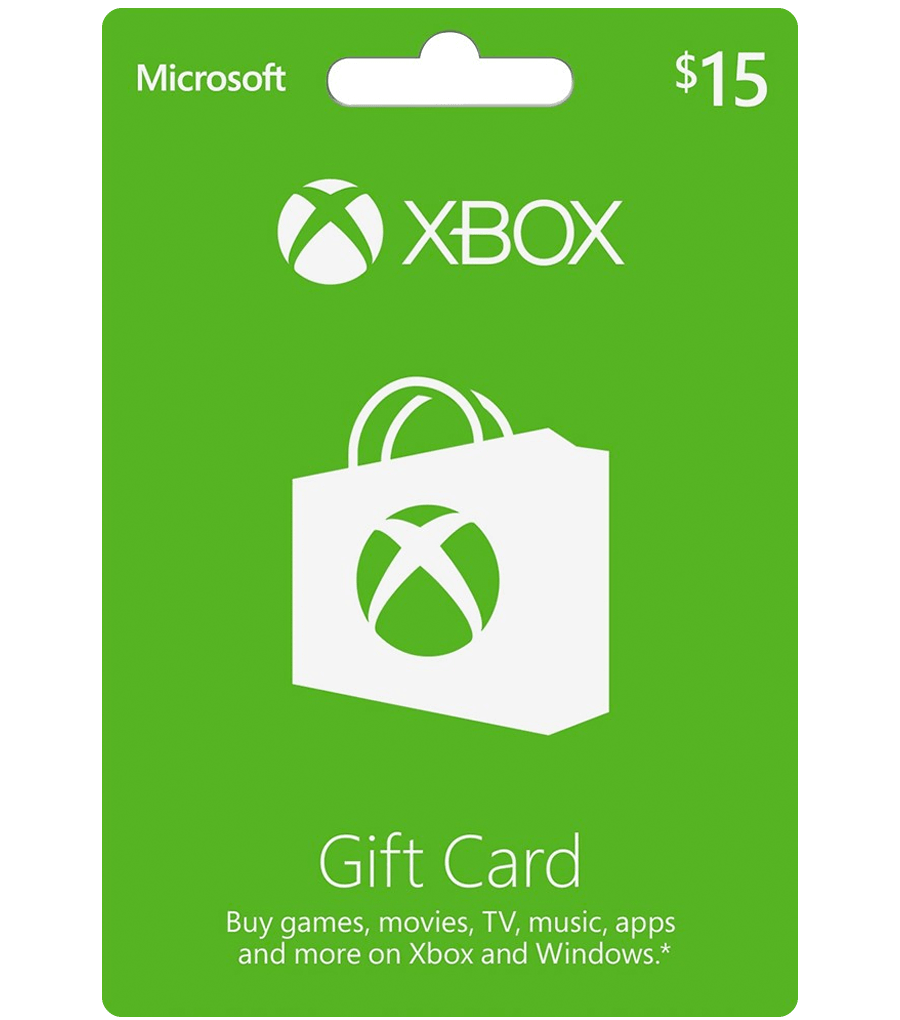 Microsoft
$15
XBOX
Gift Card
Buy games, movies, TV, music, apps
and more on Xbox and Windows.*